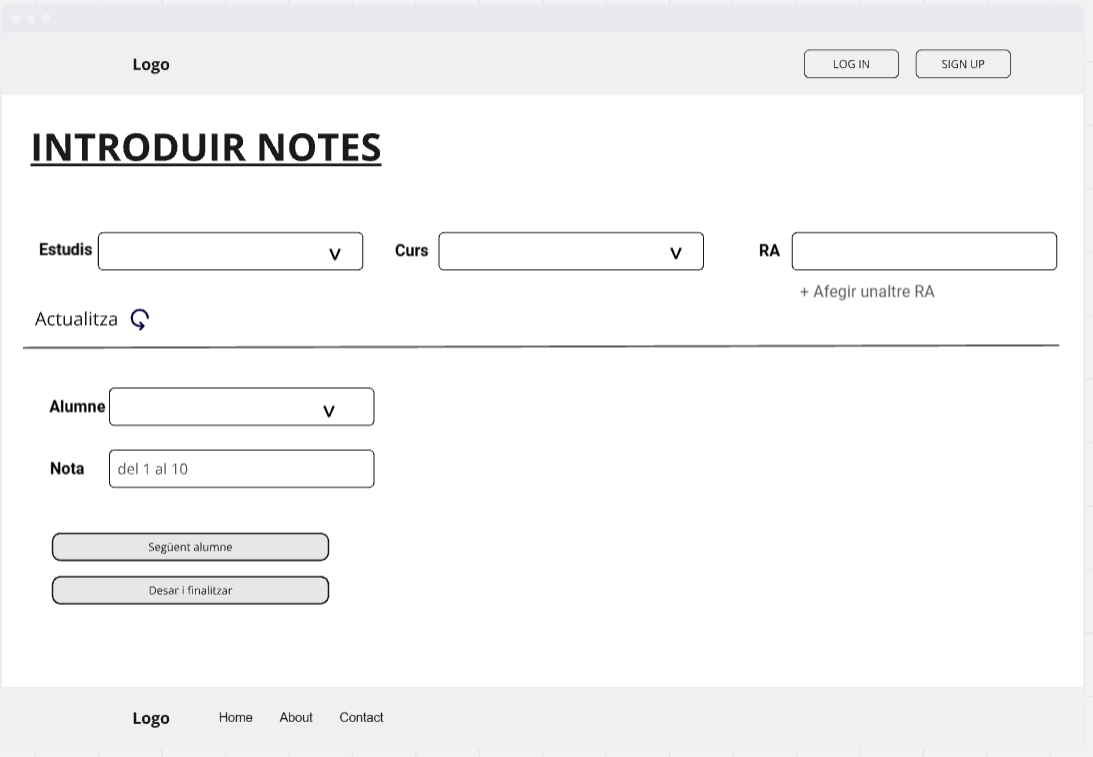 Logo
LOG IN
SIGN UP
INTRODUIR NOTES
Estudis
V
Curs
V
RA
+ Afegir unaltre RA
Actualitza
Alumne
V
Nota
del 1 al 10
Següent alumne
Desar i finalitzar
Logo
Home
About
Contact